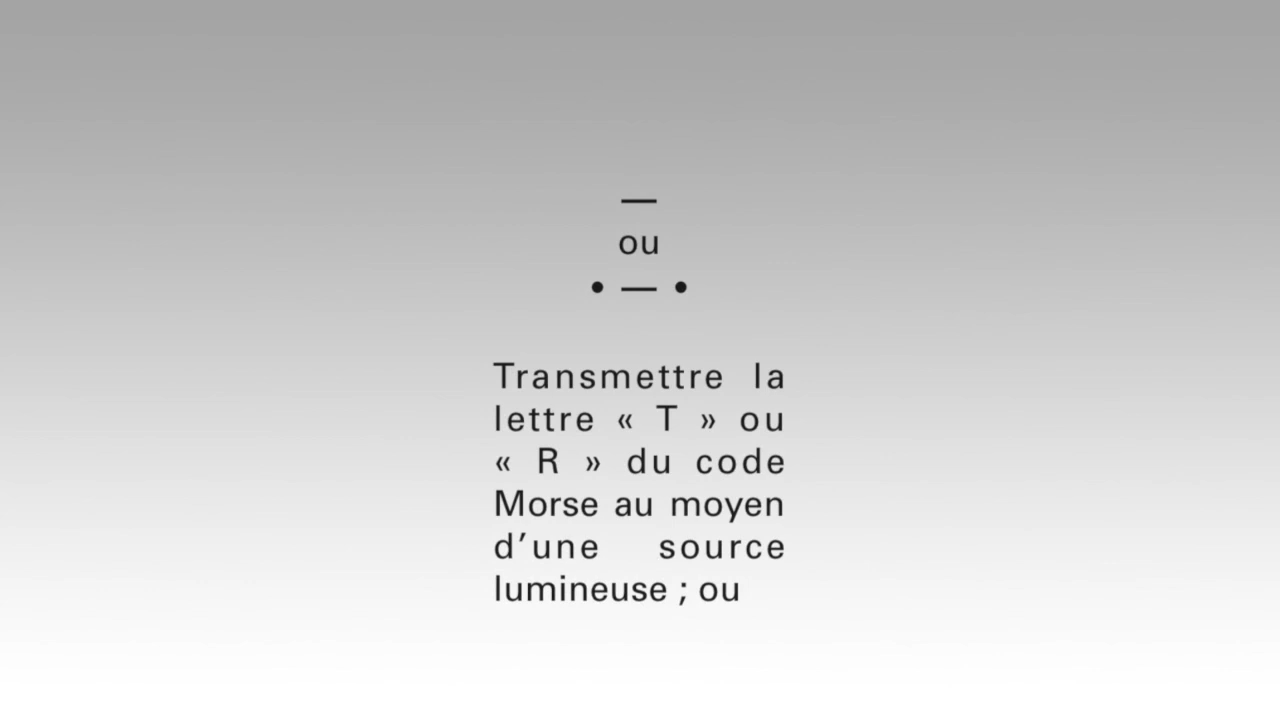 —
ou
• — •
Transmettre la
lettre « T » ou
« R » du code
Morse au moyen
d’une source
lumineuse ; ou